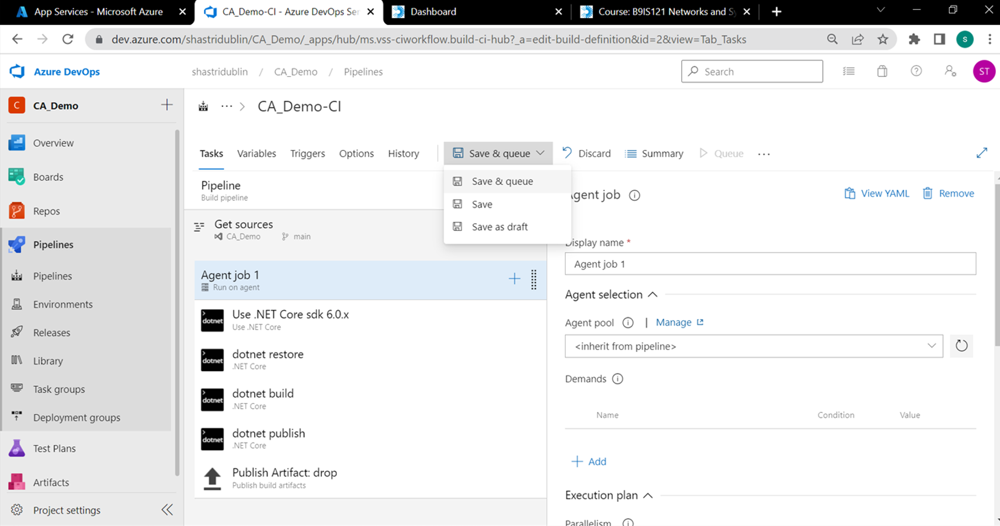 App Services - Microsoft Azure
CA_Demo-CI - Azure DevOps Ser
Dashboard
Course: B9IS121 Networks and Sy
dev.azure.com/shastridublin/CA_Demo/_apps/hub/ms.vss-ciworkflow.build-ci-hub?_a=edit-build-definition&id=2&view=Tab_Tasks
S
Azure DevOps
shastridublin / CA_Demo / Pipelines
Search
ST
C
CA_Demo
CA_Demo-CI
Overview
Boards
Repos
Pipelines
Pipelines
Environments
Releases
Library
Task groups
Deployment groups
Test Plans
Artifacts
Project settings
Tasks
Variables
Triggers
Options
History
Save & queue
Discard
Summary
Queue
Save & queue
Save
Save as draft
Pipeline
Build pipeline
Get sources
CA_Demo
main
Agent job 1
Run on agent
dotnet
Use .NET Core sdk 6.0.x
Use .NET Core
dotnet
dotnet restore
.NET Core
dotnet
dotnet build
.NET Core
dotnet
dotnet publish
.NET Core
Publish Artifact: drop
Publish build artifacts
Agent job
View YAML
Remove
Display name *
Agent job 1
Agent selection
Agent pool | Manage
<inherit from pipeline>
Demands
Name
Condition
Value
Add
Execution plan
Parallelism